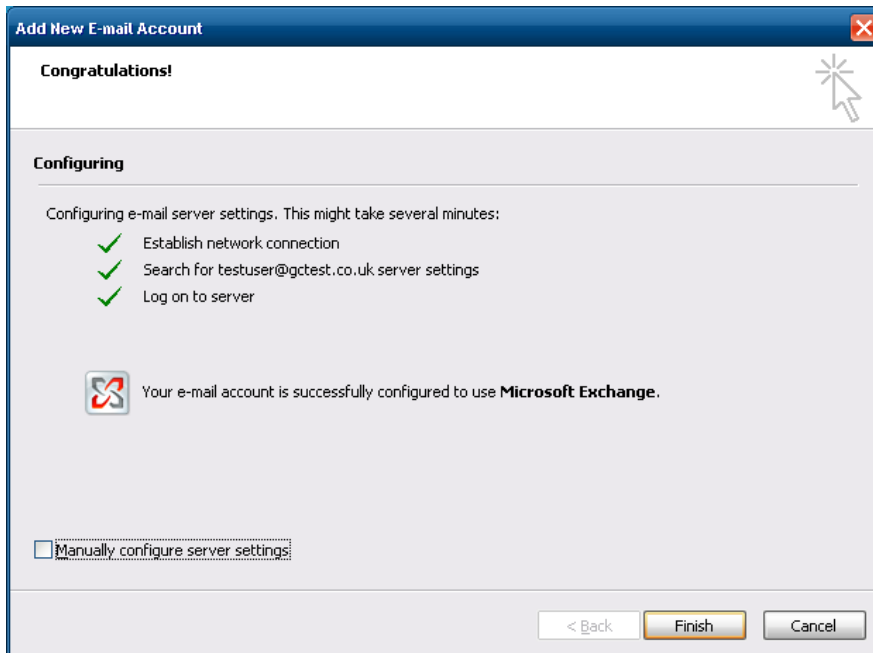 Add New E-mail Account
Congratulations!
Configuring
Configuring e-mail server settings. This might take several minutes:
Establish network connection
Search for testuser@gctest.co.uk server settings
Log on to server
Your e-mail account is successfully configured to use Microsoft Exchange.
Manually configure server settings
< Back Finish Cancel